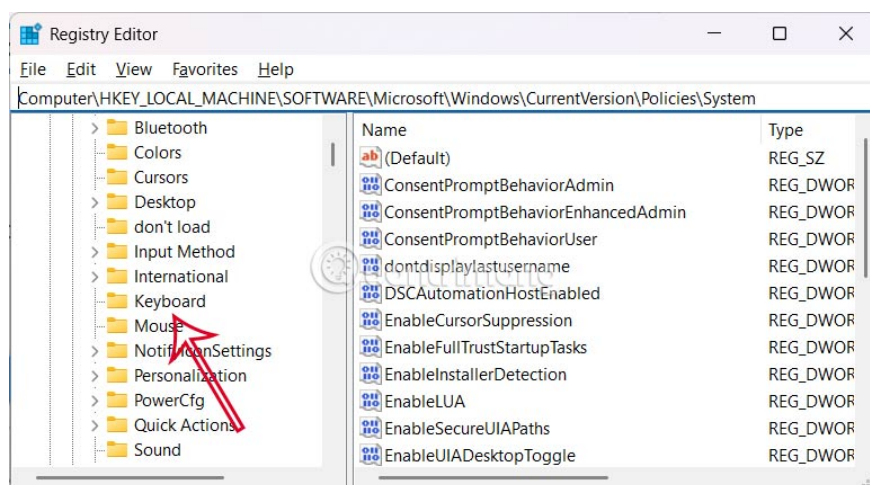 Registry Editor
File Edit View Favorites Help
Computer\HKEY_LOCAL_MACHINE\SOFTWARE\Microsoft\Windows\CurrentVersion\Policies\System
Bluetooth
Colors
Cursors
Desktop
don't load
Input Method
International
Keyboard
Mouse
NotifyIconSettings
Personalization
PowerCfg
Quick Actions
Sound
Name Type
(Default) REG_SZ
ConsentPromptBehaviorAdmin REG_DWOR
ConsentPromptBehaviorEnhancedAdmin REG_DWOR
ConsentPromptBehaviorUser REG_DWOR
dontdisplaylastusername REG_DWOR
DSCAutomationHostEnabled REG_DWOR
EnableCursorSuppression REG_DWOR
EnableFullTrustStartupTasks REG_DWOR
EnableInstallerDetection REG_DWOR
EnableLUA REG_DWOR
EnableSecureUIAPaths REG_DWOR
EnableUIADesktopToggle REG_DWOR